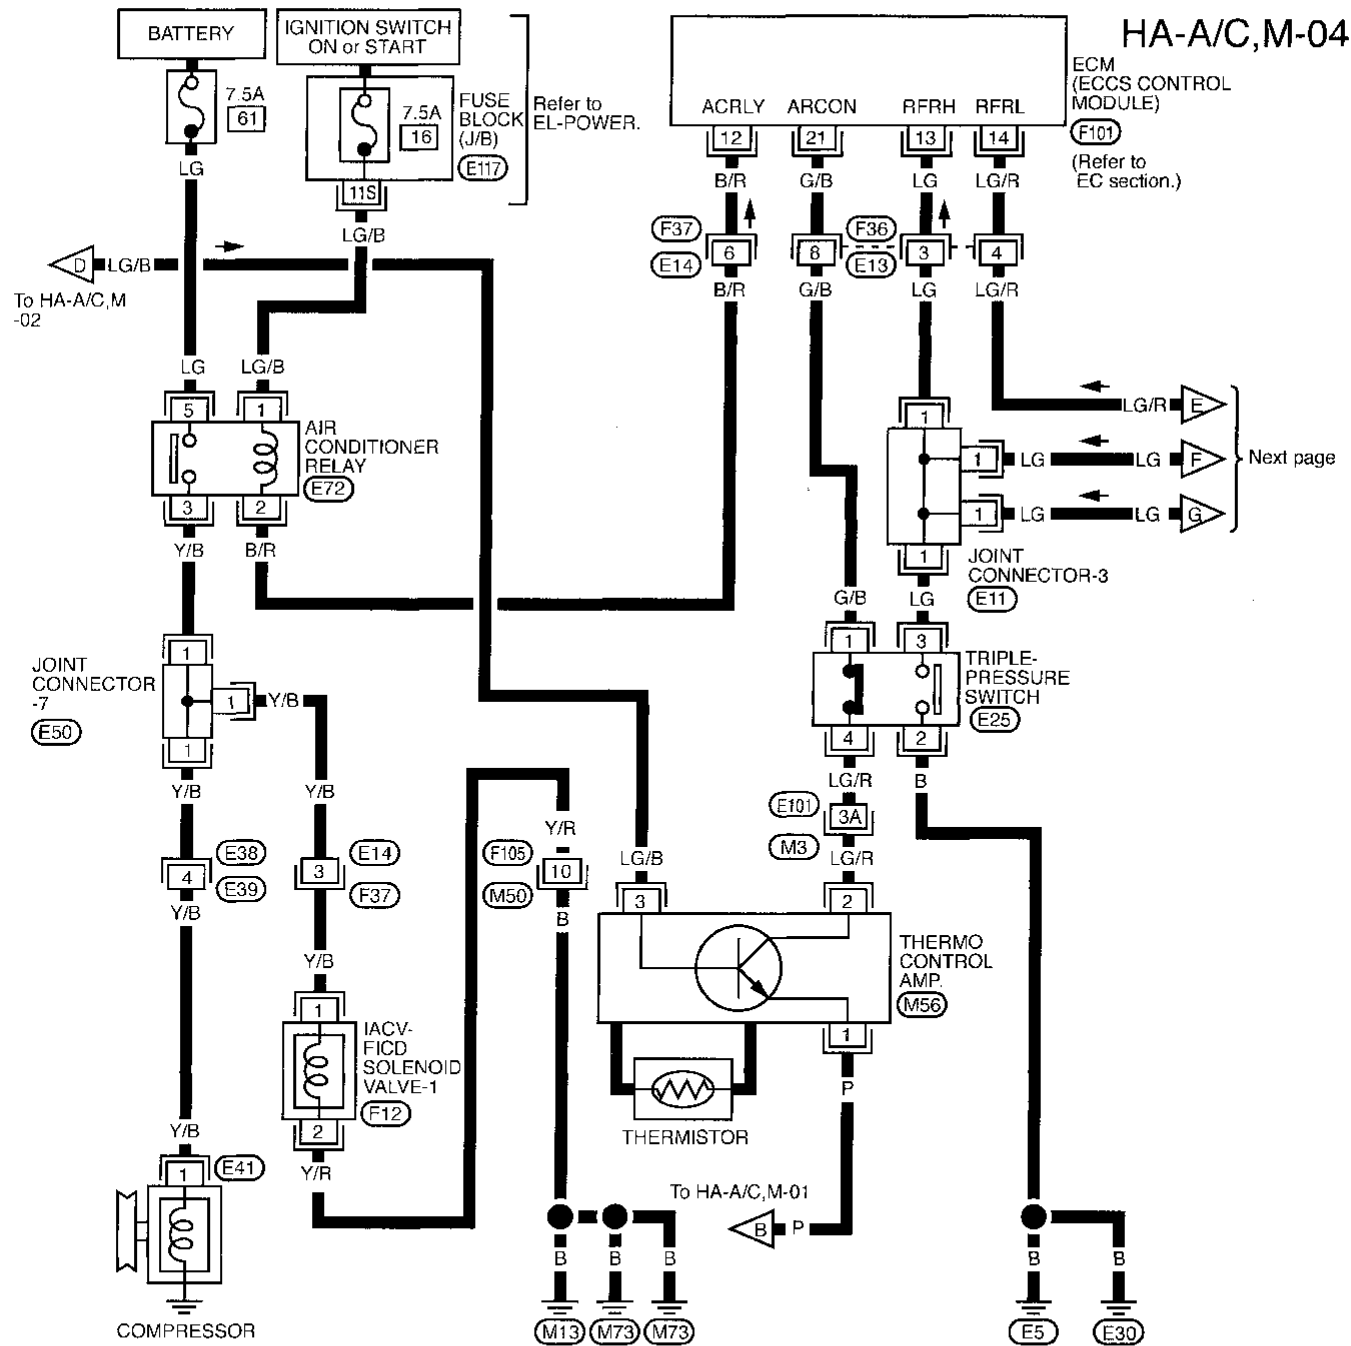 HA-A/C,M-04
BATTERY
IGNITION SWITCH
ON or START
7.5A
61
7.5A
16
FUSE
BLOCK
(J/B)
E117
Refer to
EL-POWER.
11S
LG
LG/B
ECM
(ECCS CONTROL
MODULE)
F101
(Refer to
EC section.)
ACRLY ARCON RFRH RFRL
12 21 13 14
B/R G/B LG LG/R
F37 F36
6 8 3 4
E14 E13
B/R G/B LG LG/R
D LG/B
To HA-A/C,M
-02
LG LG/B
5 1
AIR
CONDITIONER
RELAY
E72
3 2
Y/B B/R
LG/R E
1
1 LG LG F
Next page
1 LG LG G
1
JOINT
CONNECTOR-3
E11
G/B LG
1 3
TRIPLE-
PRESSURE
SWITCH
E25
4 2
LG/R B
JOINT
CONNECTOR
-7
E50
1
1 Y/B
1
Y/B Y/B
E38 E14
4 3
E39 F37
Y/B
Y/B
Y/R
F105
10
M50
B
E101
3A
M3
LG/B LG/R
3 2
THERMO
CONTROL
AMP.
M56
1
P
THERMISTOR
1
IACV-
FICD
SOLENOID
VALVE-1
F12
2
Y/R
Y/B
1 E41
COMPRESSOR
To HA-A/C,M-01
B P
B B B B B
M13 M73 M73 E5 E30